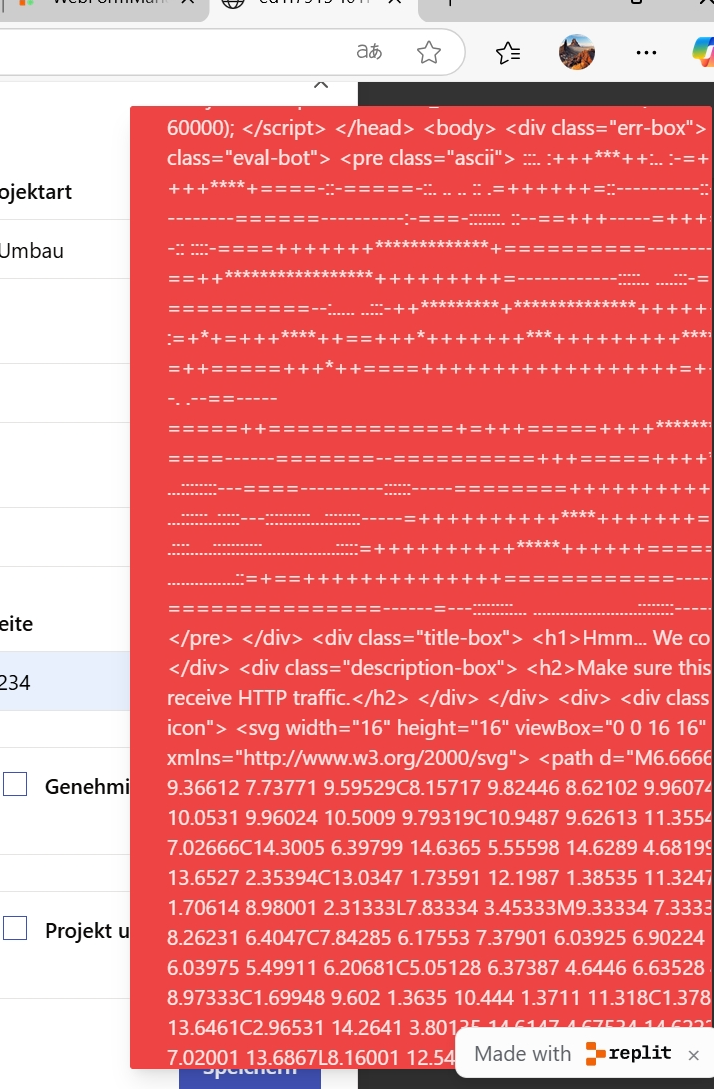 aあ
ojektart
Umbau
eite
234
Genehmi
Projekt u
60000); </script> </head> <body> <div class="err-box">
class="eval-bot"> <pre class="ascii"> :::. :+++***++:.. :-=+
+++****+====-::-=====-::. .. .. :: .=++++++=::----------::
--------======----------:-===-:::::::. ::--==+++-----=+++
-:: ::::-====+++++++*************+==========-------
==++*****************+++++++++=------------:::::.. ....:::-=
==========--:..... ..:::-++*********+**************+++++
:=+*+=+++****++==+++*+++++++***+++++++++****
=++=====+++*++====++++++++++++++++++=+
-. .--==-----
=====++=============+=+++=====++++*******
====------=======--==========+++=====++++*
...:::::::::---====----------::::::-----========++++++++++
...::::::..:::::---::::::::::..::::::::-----=++++++++++****+++++++=
.::::.....::::::::::::...................:::::=++++++++++*****++++++=====
...............::=+==++++++++++++++============----
===============------=---:::::::::... .......................::::::::----
</pre> </div> <div class="title-box"> <h1>Hmm... We co
</div> <div class="description-box"> <h2>Make sure this
receive HTTP traffic.</h2> </div> </div> <div> <div class
icon"> <svg width="16" height="16" viewBox="0 0 16 16"
xmlns="http://www.w3.org/2000/svg"> <path d="M6.6666
9.36612 7.73771 9.59529C8.15717 9.82446 8.62102 9.96074
10.0531 9.96024 10.5009 9.79319C10.9487 9.62613 11.3554
7.02666C14.3005 6.39799 14.6365 5.55598 14.6289 4.68199
13.6527 2.35394C13.0347 1.73591 12.1987 1.38535 11.3247
1.70614 8.98001 2.31333L7.83334 3.45333M9.33334 7.3333
8.26231 6.4047C7.84285 6.17553 7.37901 6.03925 6.90224
6.03975 5.49911 6.20681C5.05128 6.37387 4.6446 6.63528
8.97333C1.69948 9.602 1.3635 10.444 1.3711 11.318C1.378
13.6461C2.96531 14.2641 3.80135 14.6147 4.67534 14.6223
7.02001 13.6867L8.16001 12.54
Speichern
Made with replit